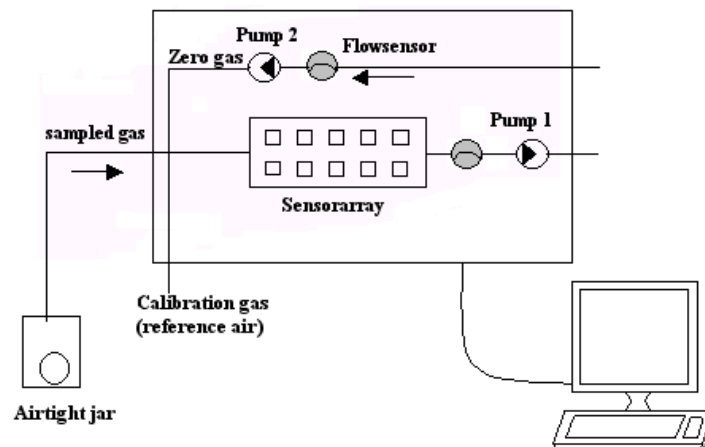 Pump 2
Flowsensor
Zero gas
Pump 1
sampled gas
Sensorarray
Calibration gas
(reference air)
Airtight jar